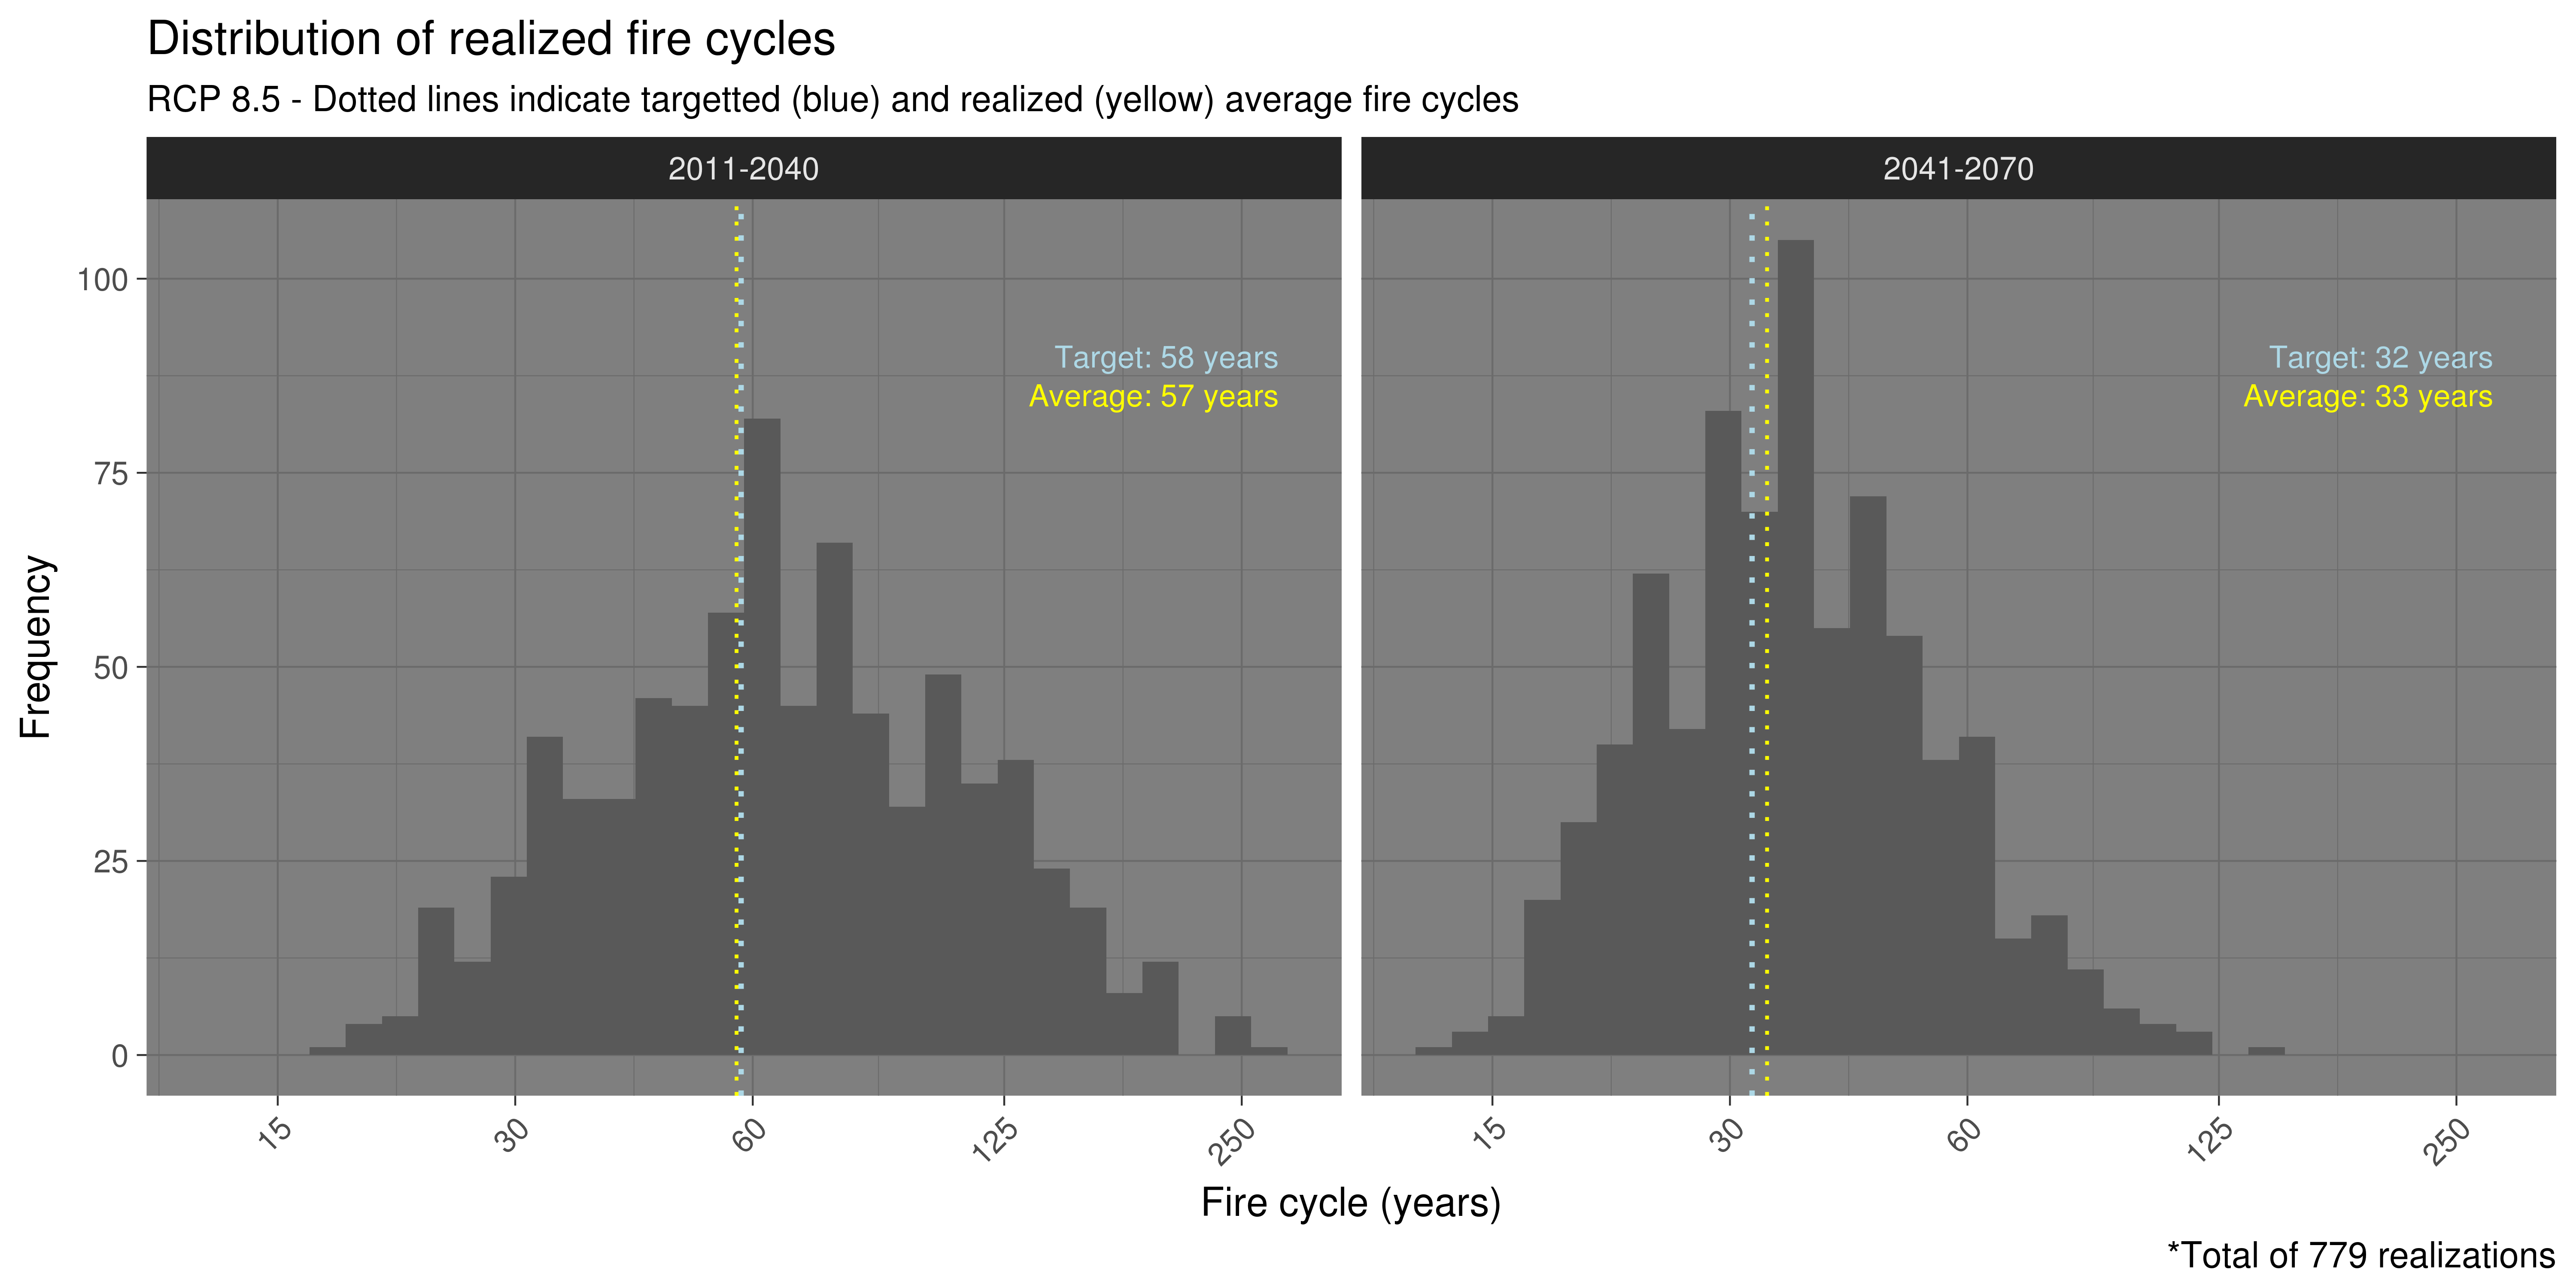 Distribution of realized fire cycles
RCP 8.5 - Dotted lines indicate targetted (blue) and realized (yellow) average fire cycles
2011-2040
2041-2070
Target: 58 years
Average: 57 years
Target: 32 years
Average: 33 years
Frequency
100
75
50
25
0
15
30
60
125
250
15
30
60
125
250
Fire cycle (years)
*Total of 779 realizations